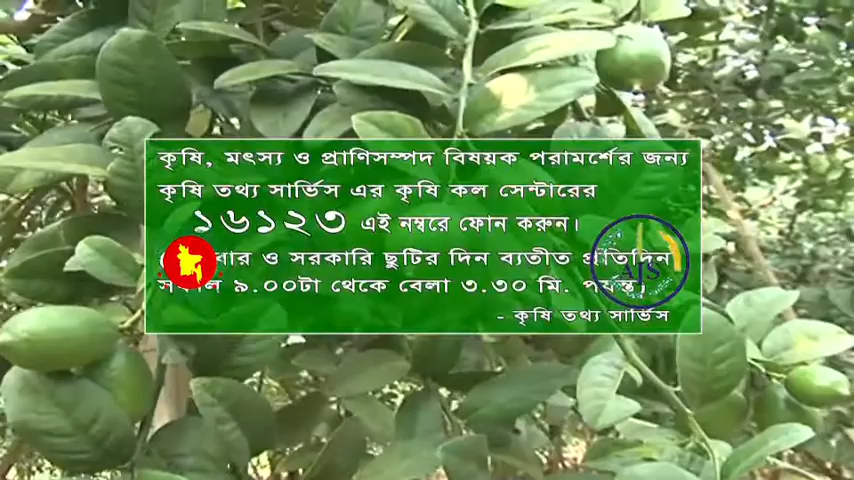 কৃষি, মৎস্য ও প্রাণিসম্পদ বিষয়ক পরামর্শের জন্য
কৃষি তথ্য সার্ভিস এর কৃষি কল সেন্টারের
১৬১২৩ এই নম্বরে ফোন করুন।
ও সরকারি ছুটির দিন ব্যতীত প্রতিদিন
সকাল ৯.০০টা থেকে বেলা ৩.৩০ মি. পর্যন্ত
- কৃষি তথ্য সার্ভিস
AIS